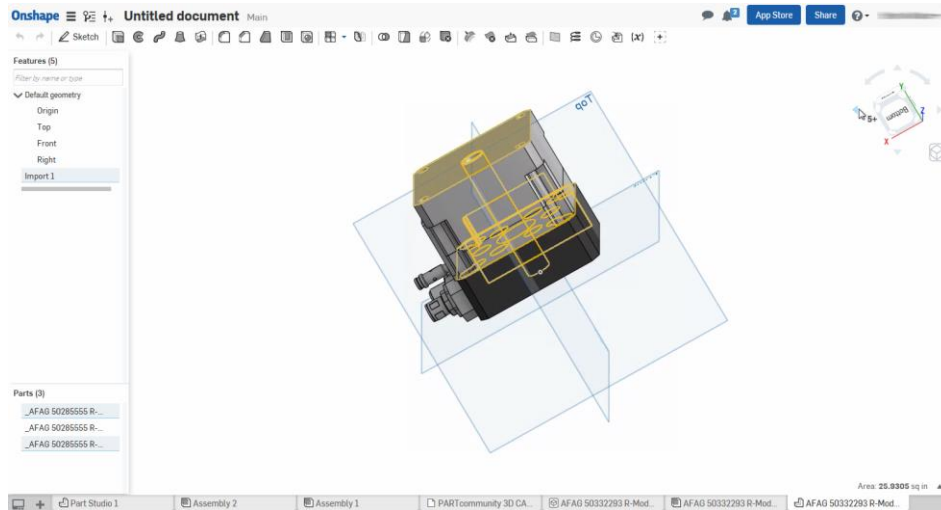 Onshape Untitled document Main
2 App Store Share
Sketch
(x)
Features (5)
Filter by name or type
Default geometry
Origin
Top
Front
Right
Import 1
Top
Y
Bottom
Z
5+
X
Parts (3)
_AFAG 50285555 R-...
_AFAG 50285555 R-...
_AFAG 50285555 R-...
Area: 25.9305 sq in
Part Studio 1 Assembly 2 Assembly 1 PARTcommunity 3D CA... AFAG 50332293 R-Mod... AFAG 50332293 R-Mod... AFAG 50332293 R-Mod...